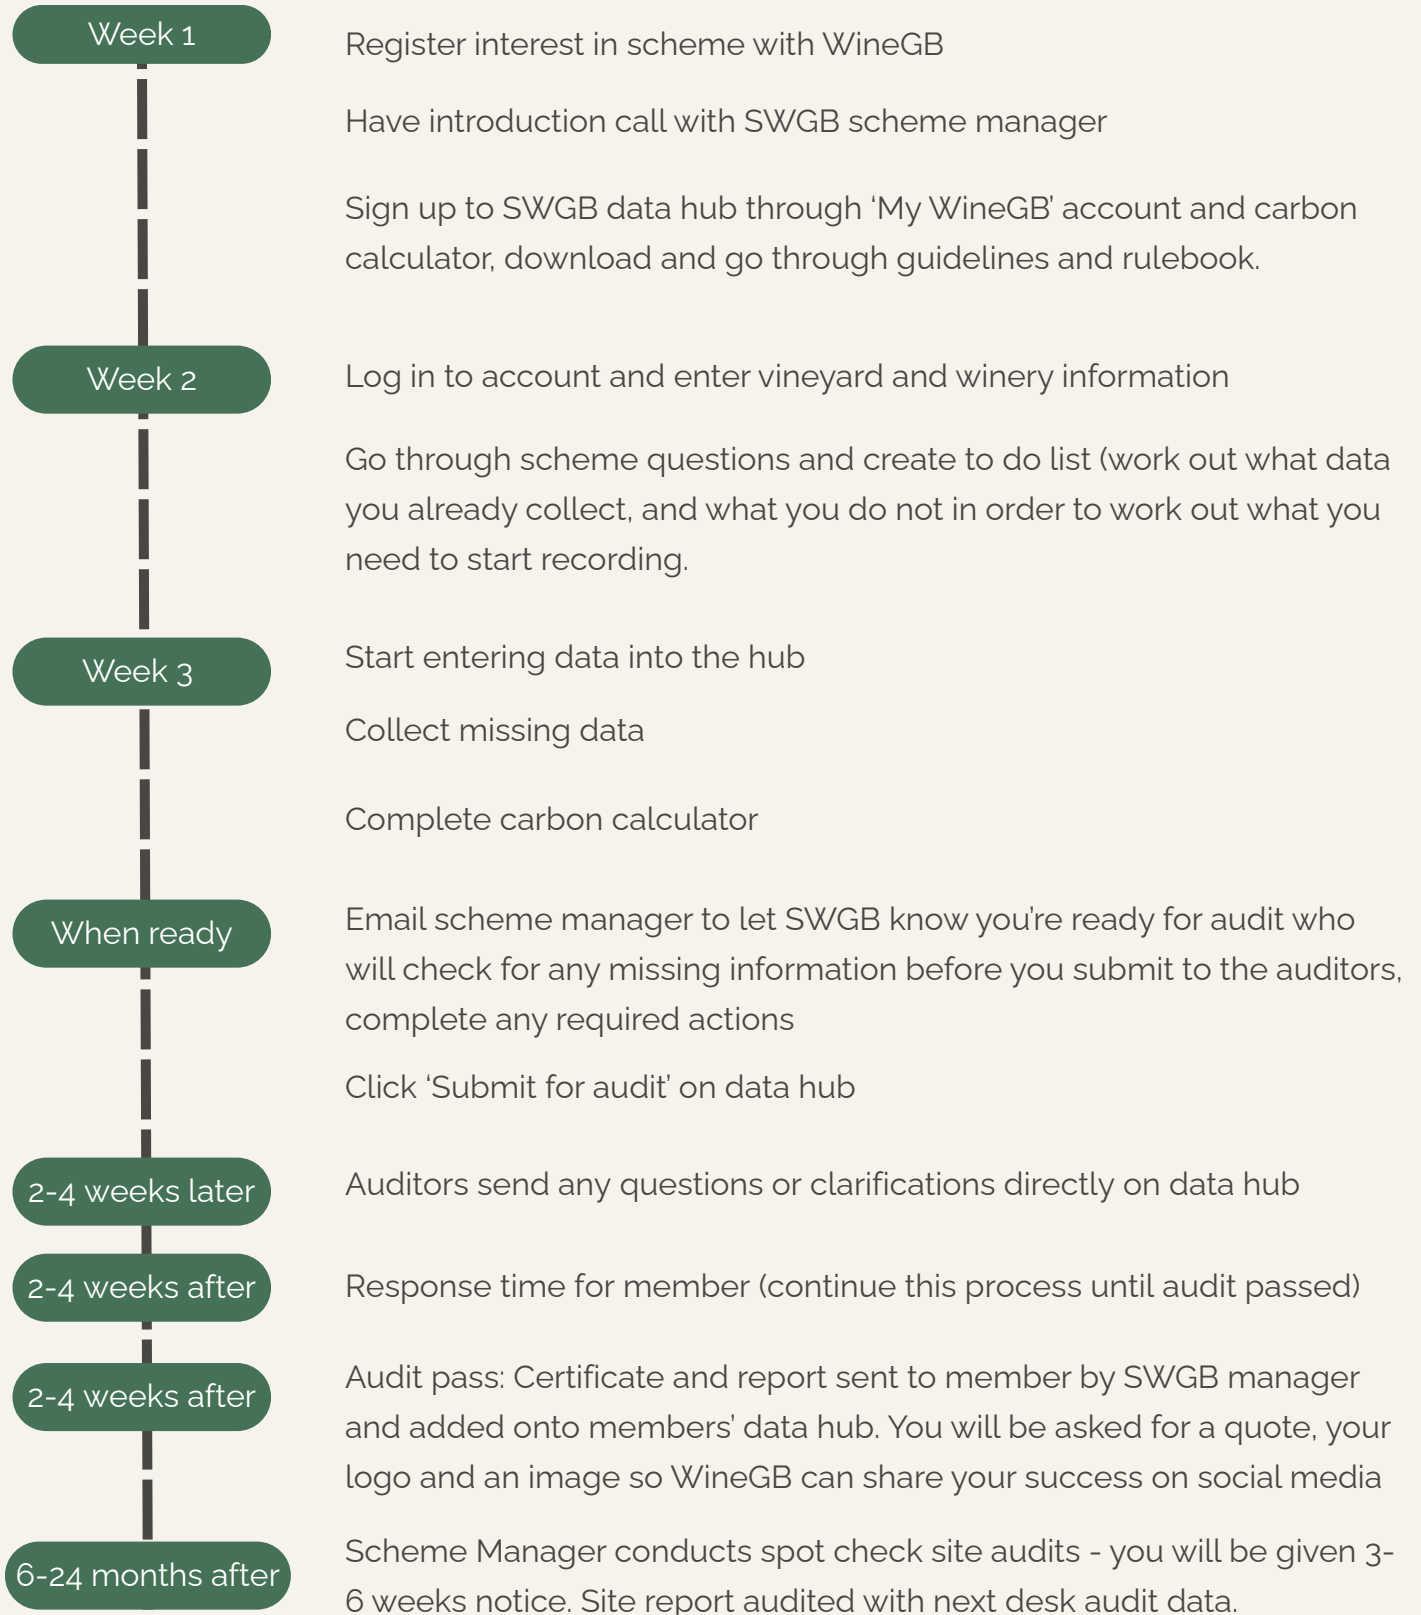 Week 1
Register interest in scheme with WineGB
Have introduction call with SWGB scheme manager
Sign up to SWGB data hub through ‘My WineGB’ account and carbon
calculator, download and go through guidelines and rulebook.
Week 2
Log in to account and enter vineyard and winery information
Go through scheme questions and create to do list (work out what data
you already collect, and what you do not in order to work out what you
need to start recording.
Week 3
Start entering data into the hub
Collect missing data
Complete carbon calculator
When ready
Email scheme manager to let SWGB know you’re ready for audit who
will check for any missing information before you submit to the auditors,
complete any required actions
Click ‘Submit for audit’ on data hub
2-4 weeks later
Auditors send any questions or clarifications directly on data hub
2-4 weeks after
Response time for member (continue this process until audit passed)
2-4 weeks after
Audit pass: Certificate and report sent to member by SWGB manager
and added onto members’ data hub. You will be asked for a quote, your
logo and an image so WineGB can share your success on social media
6-24 months after
Scheme Manager conducts spot check site audits - you will be given 3-
6 weeks notice. Site report audited with next desk audit data.